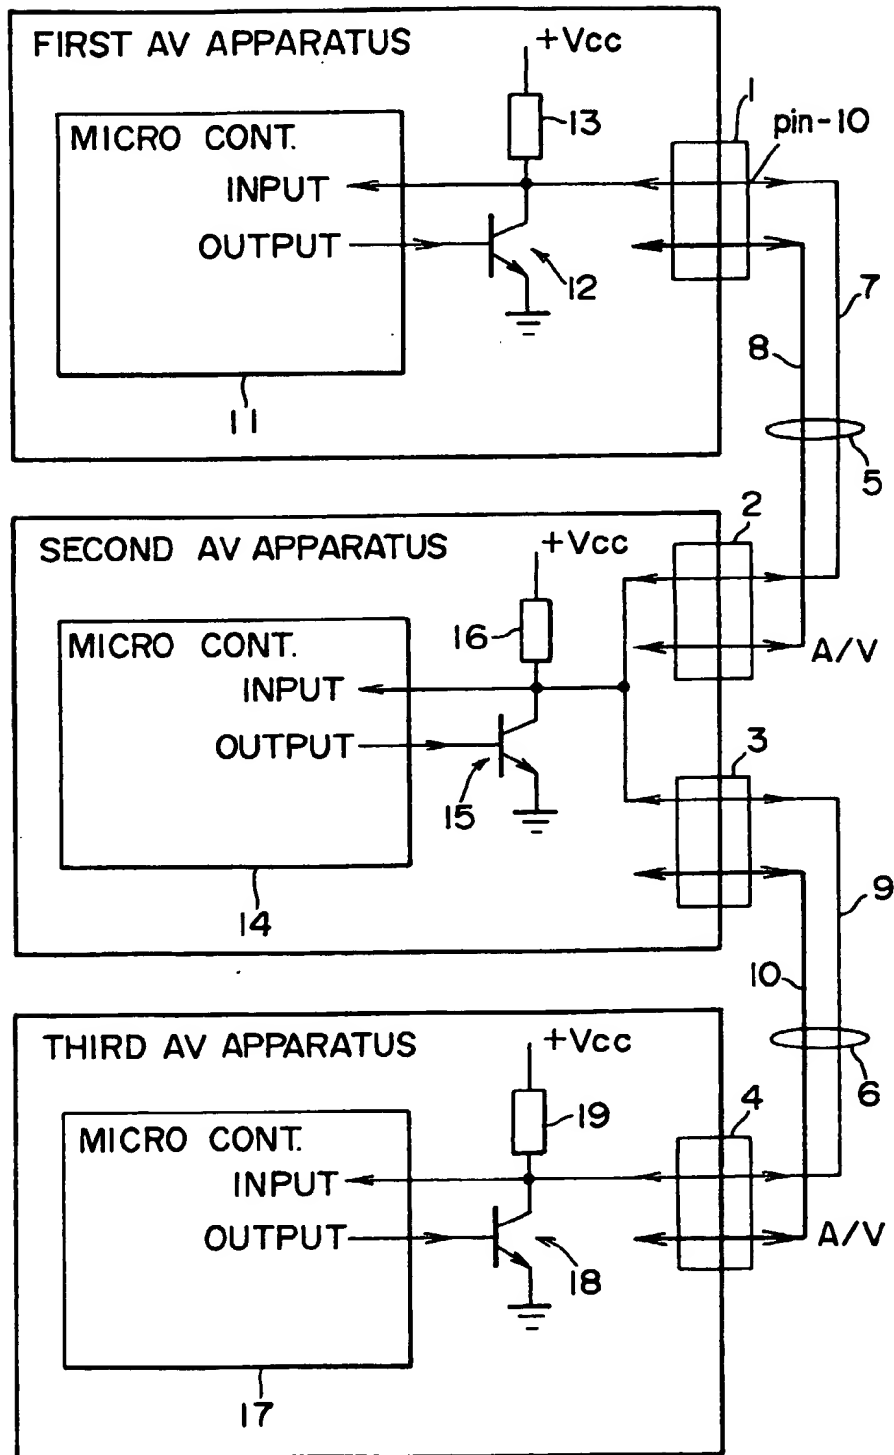 FIRST AV APPARATUS
+Vcc
13
1
pin-10
MICRO CONT.
INPUT
OUTPUT
12
7
8
11
5
SECOND AV APPARATUS
+Vcc
2
16
MICRO CONT.
A/V
INPUT
OUTPUT
3
15
14
9
10
THIRD AV APPARATUS
+Vcc
6
19
4
MICRO CONT.
INPUT
OUTPUT
A/V
18
17